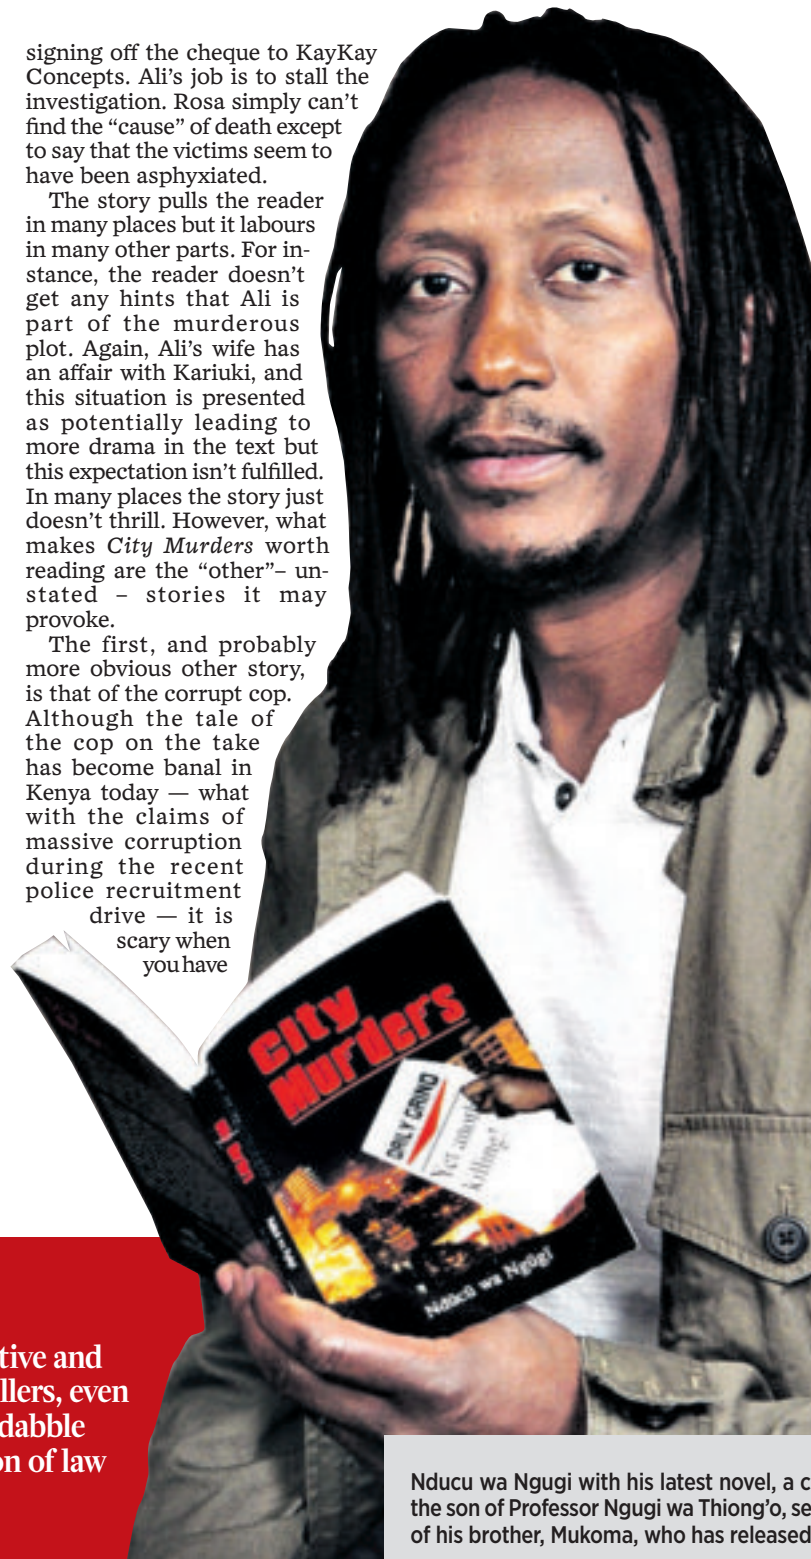 signing off the cheque to KayKay
Concepts. Ali’s job is to stall the
investigation. Rosa simply can’t
find the “cause” of death except
to say that the victims seem to
have been asphyxiated.
The story pulls the reader
in many places but it labours
in many other parts. For in-
stance, the reader doesn’t
get any hints that Ali is
part of the murderous
plot. Again, Ali’s wife has
an affair with Kariuki, and
this situation is presented
as potentially leading to
more drama in the text but
this expectation isn’t fulfilled.
In many places the story just
doesn’t thrill. However, what
makes City Murders worth
reading are the “other”– un-
stated – stories it may
provoke.
The first, and probably
more obvious other story,
is that of the corrupt cop.
Although the tale of
the cop on the take
has become banal in
Kenya today — what
with the claims of
massive corruption
during the recent
police recruitment
drive — it is
scary when
you have
City
Murders
DAILY GRIND
Yet anot
killing!
Ndũcũ wa Ngũgĩ
tive and
llers, even
dabble
on of law
Nducu wa Ngugi with his latest novel, a c
the son of Professor Ngugi wa Thiong’o, se
of his brother, Mukoma, who has released